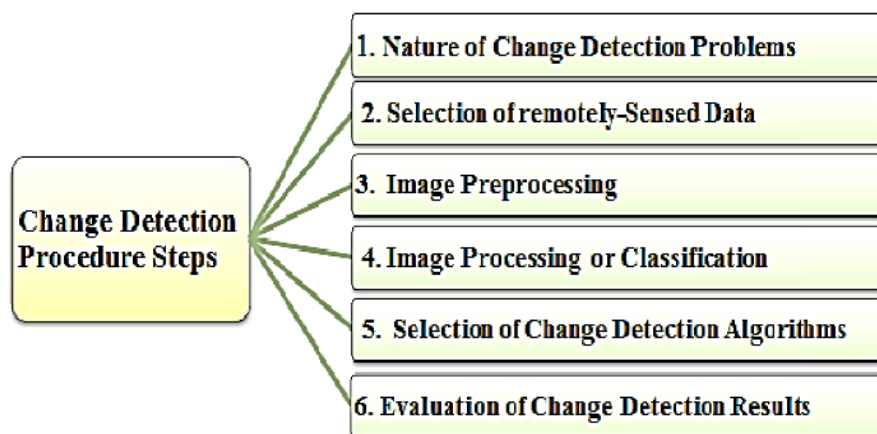 Change Detection
Procedure Steps
1. Nature of Change Detection Problems
2. Selection of remotely-Sensed Data
3. Image Preprocessing
4. Image Processing or Classification
5. Selection of Change Detection Algorithms
6. Evaluation of Change Detection Results